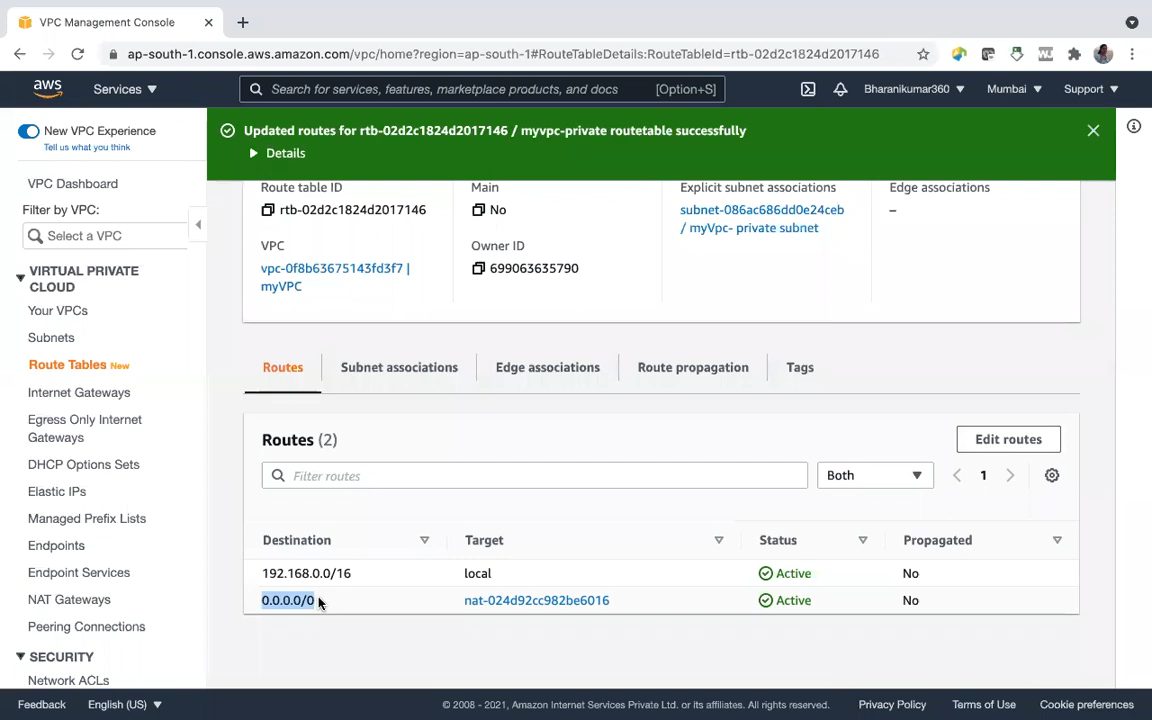 VPC Management Console
ap-south-1.console.aws.amazon.com/vpc/home?region=ap-south-1#RouteTableDetails:RouteTableId=rtb-02d2c1824d2017146
aws Services ▼ Search for services, features, marketplace products, and docs [Option+S] Bharanikumar360 ▼ Mumbai ▼ Support ▼
New VPC Experience
Tell us what you think
VPC Dashboard
Filter by VPC:
Select a VPC
VIRTUAL PRIVATE
CLOUD
Your VPCs
Subnets
Route Tables New
Internet Gateways
Egress Only Internet
Gateways
DHCP Options Sets
Elastic IPs
Managed Prefix Lists
Endpoints
Endpoint Services
NAT Gateways
Peering Connections
SECURITY
Network ACLs
Updated routes for rtb-02d2c1824d2017146 / myvpc-private routetable successfully
Details
Route table ID
rtb-02d2c1824d2017146
Main
No
Explicit subnet associations
subnet-086ac686dd0e24ceb
/ myVpc- private subnet
Edge associations
–
VPC
vpc-0f8b63675143fd3f7 |
myVPC
Owner ID
699063635790
Routes Subnet associations Edge associations Route propagation Tags
Routes (2)
Edit routes
Filter routes
Both
1
Destination Target Status Propagated
192.168.0.0/16 local Active No
0.0.0.0/0 nat-024d92cc982be6016 Active No
Feedback English (US) ▼ © 2008 - 2021, Amazon Internet Services Private Ltd. or its affiliates. All rights reserved. Privacy Policy Terms of Use Cookie preferences